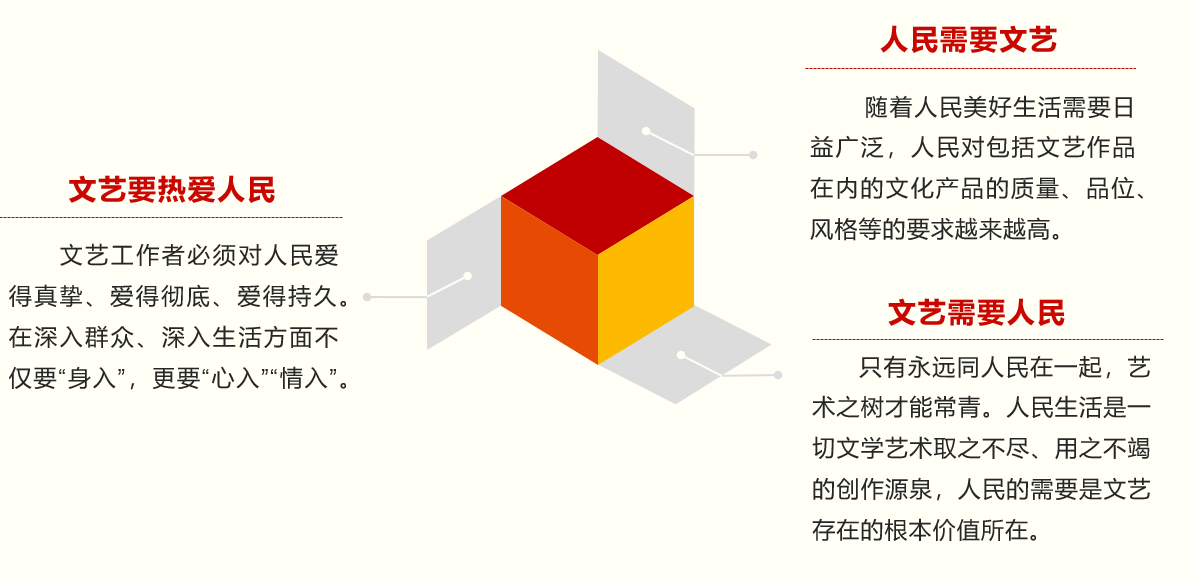 人民需要文艺
随着人民美好生活需要日
益广泛，人民对包括文艺作品
在内的文化产品的质量、品位、
风格等的要求越来越高。
文艺要热爱人民
文艺工作者必须对人民爱
得真挚、爱得彻底、爱得持久。
在深入群众、深入生活方面不
仅要“身入”，更要“心入”“情入”。
文艺需要人民
只有永远同人民在一起，艺
术之树才能常青。人民生活是一
切文学艺术取之不尽、用之不竭
的创作源泉，人民的需要是文艺
存在的根本价值所在。